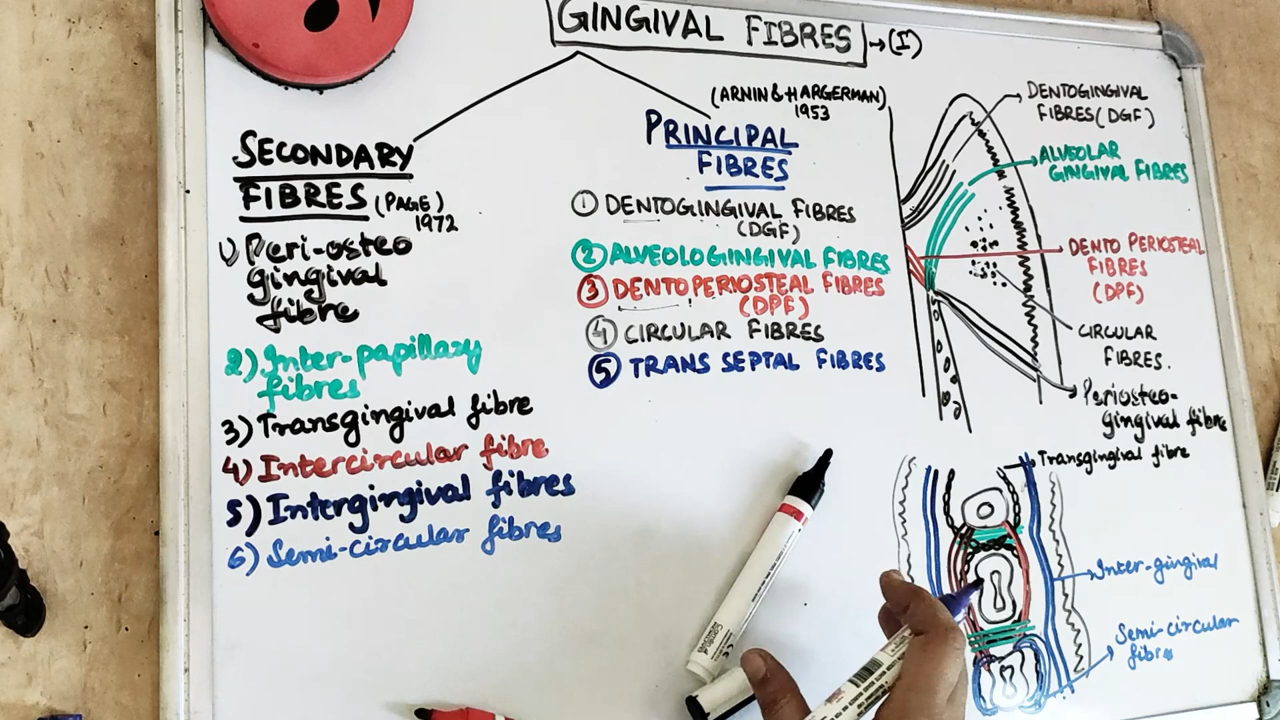 GINGIVAL FIBRES →(I)
SECONDARY
FIBRES (PAGE)
1972
1) Peri-osteo
gingival
fibre
2) Inter-papillary
fibres
3) Transgingival fibre
4) Intercircular fibre
5) Intergingival fibres
6) Semi-circular fibres
(ARNIN & HARGERMAN)
1953
PRINCIPAL
FIBRES
① DENTOGINGIVAL FIBRES
(DGF)
② ALVEOLOGINGIVAL FIBRES
③ DENTOPERIOSTEAL FIBRES
(DPF)
④ CIRCULAR FIBRES
⑤ TRANS SEPTAL FIBRES
DENTOGINGIVAL
FIBRES (DGF)
ALVEOLAR
GINGIVAL FIBRES
DENTO PERIOSTEAL
FIBRES
(DPF)
CIRCULAR
FIBRES.
Periosteo-
gingival fibre
Transgingival fibre
Inter-gingival
Semi-circular
fibre